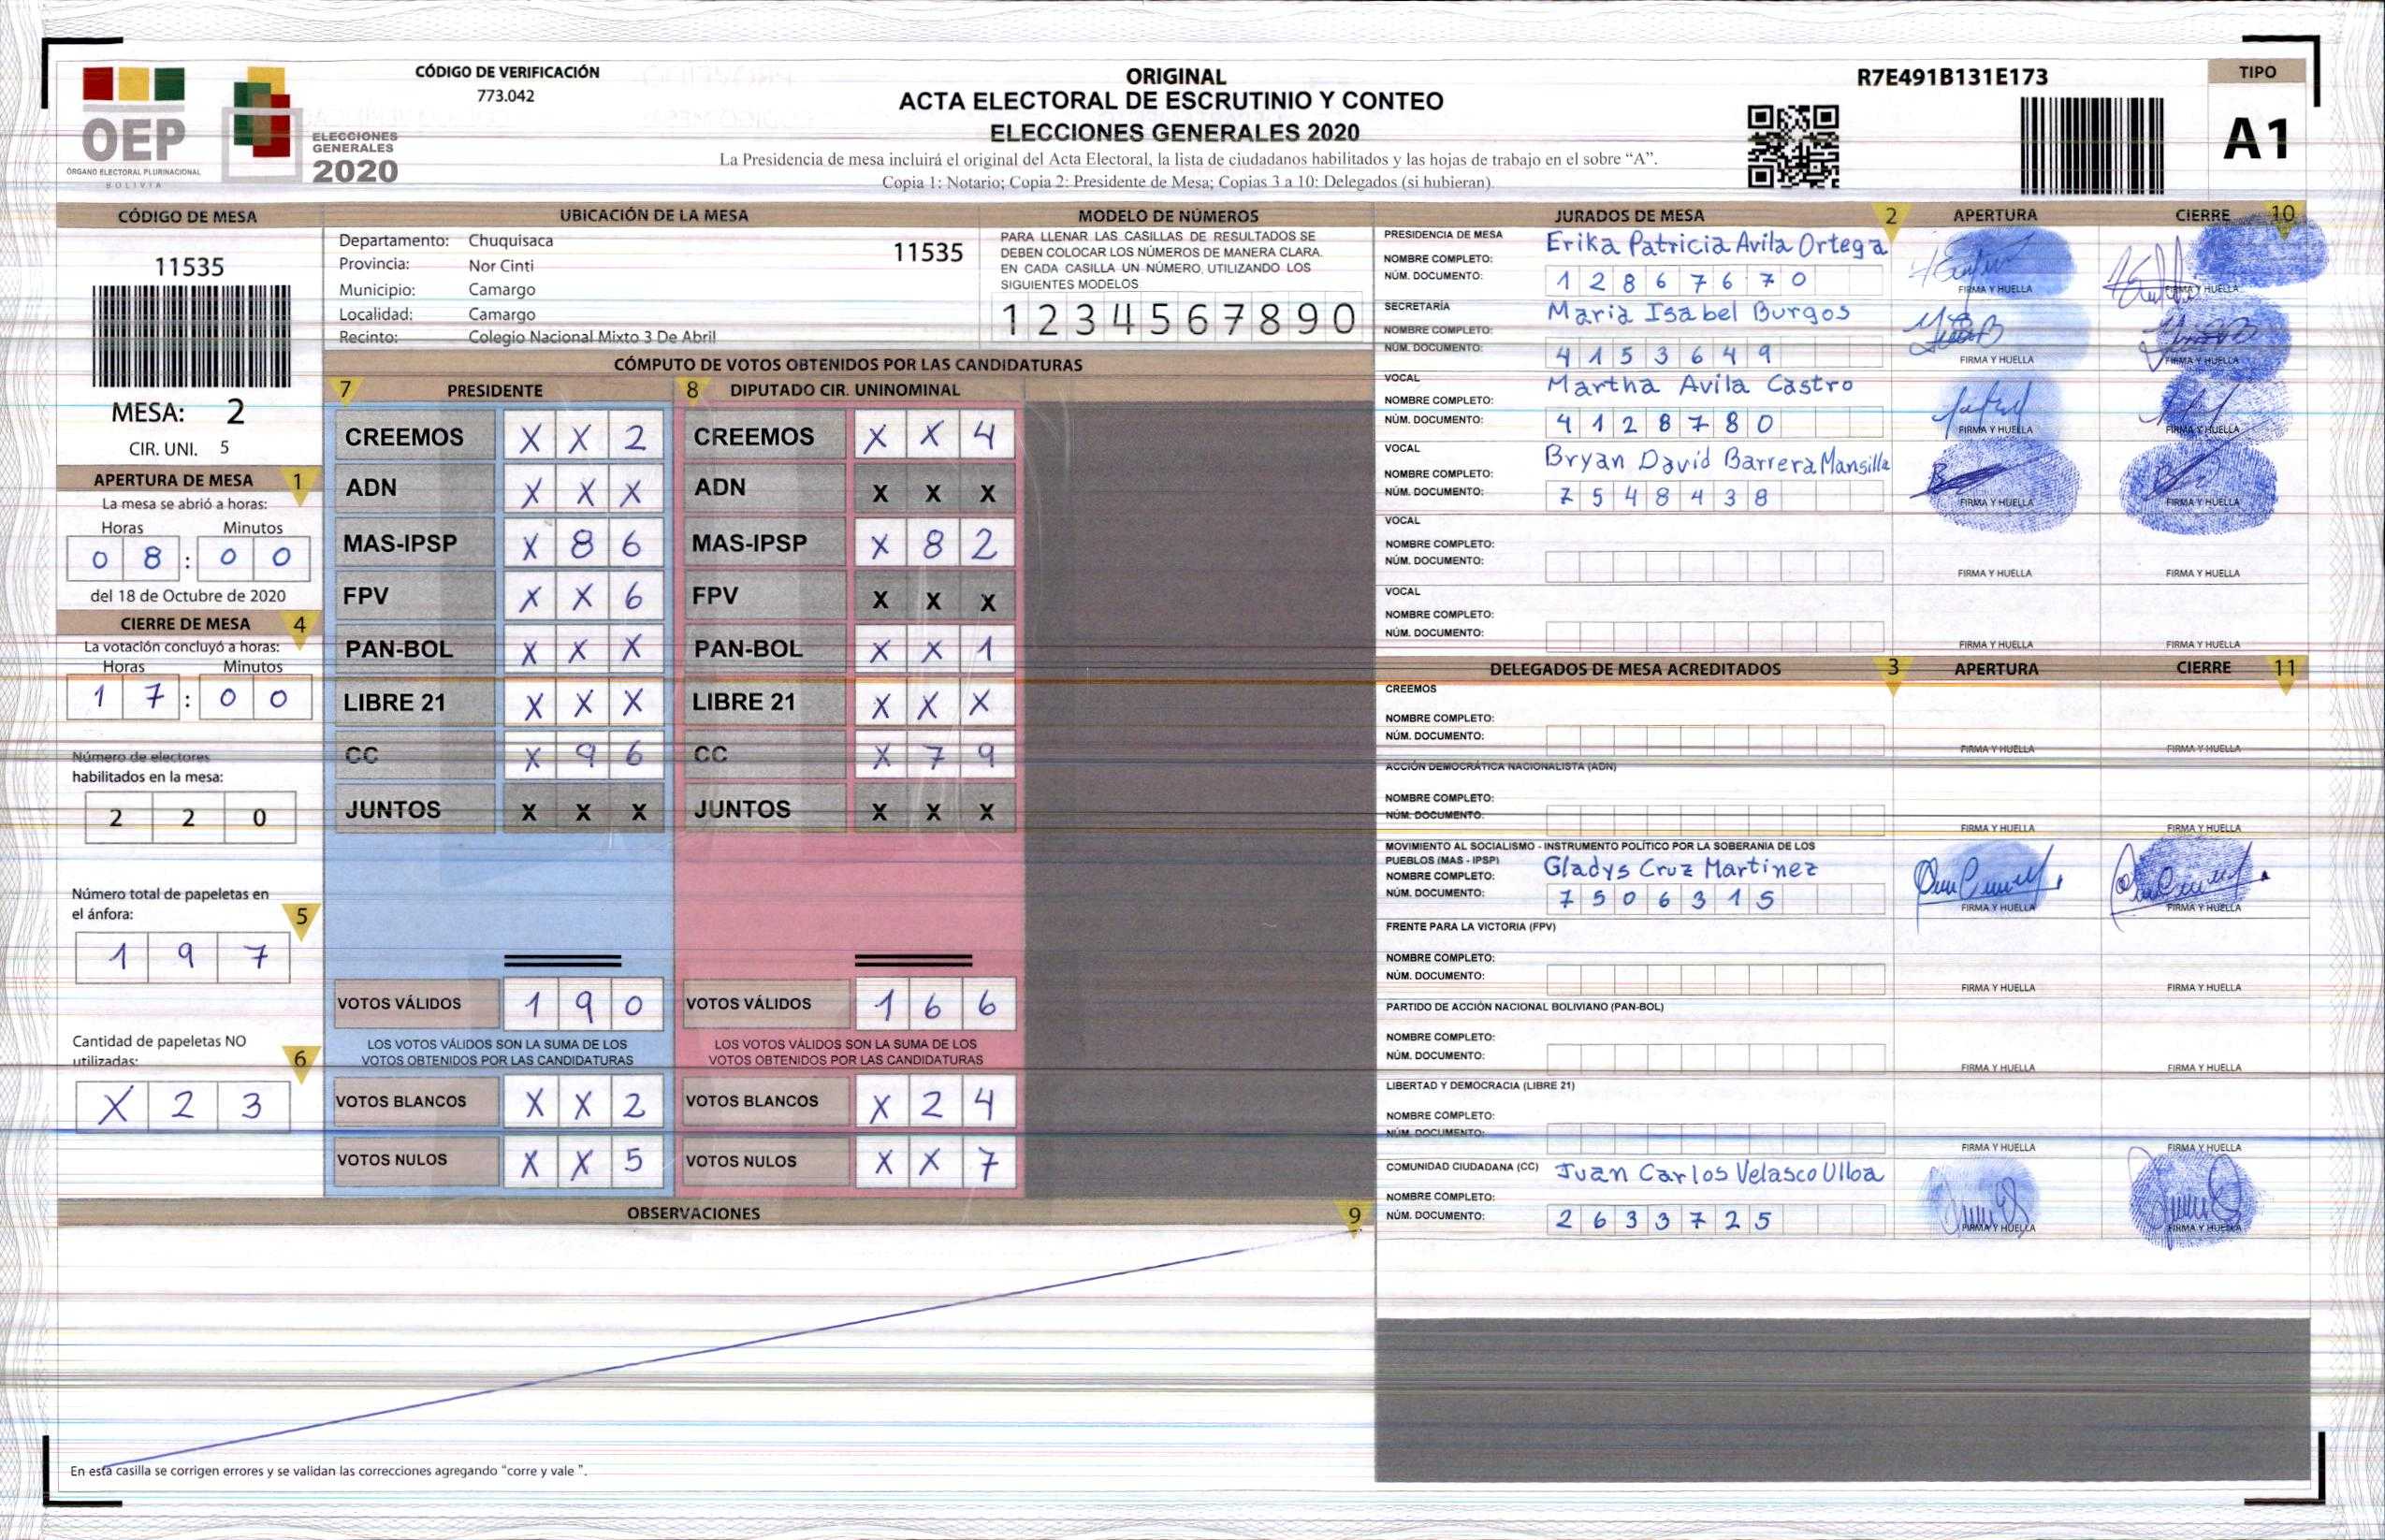 OEP
ÓRGANO ELECTORAL PLURINACIONAL
BOLIVIA
ELECCIONES
GENERALES
2020
CÓDIGO DE VERIFICACIÓN
773.042
ORIGINAL
ACTA ELECTORAL DE ESCRUTINIO Y CONTEO
ELECCIONES GENERALES 2020
La Presidencia de mesa incluirá el original del Acta Electoral, la lista de ciudadanos habilitados y las hojas de trabajo en el sobre “A”.
Copia 1: Notario; Copia 2: Presidente de Mesa; Copias 3 a 10: Delegados (si hubieran)
R7E491B131E173
TIPO
A1
CÓDIGO DE MESA
11535
MESA: 2
CIR. UNI. 5
APERTURA DE MESA 1
La mesa se abrió a horas:
Horas Minutos
0 8 : 0 0
del 18 de Octubre de 2020
CIERRE DE MESA 4
La votación concluyó a horas:
Horas Minutos
1 7 : 0 0
Número de electores
habilitados en la mesa:
2 2 0
Número total de papeletas en
el ánfora: 5
1 9 7
Cantidad de papeletas NO
utilizadas: 6
X 2 3
UBICACIÓN DE LA MESA
Departamento: Chuquisaca 11535
Provincia: Nor Cinti
Municipio: Camargo
Localidad: Camargo
Recinto: Colegio Nacional Mixto 3 De Abril
MODELO DE NÚMEROS
PARA LLENAR LAS CASILLAS DE RESULTADOS SE
DEBEN COLOCAR LOS NÚMEROS DE MANERA CLARA.
EN CADA CASILLA UN NÚMERO, UTILIZANDO LOS
SIGUIENTES MODELOS
1 2 3 4 5 6 7 8 9 0
CÓMPUTO DE VOTOS OBTENIDOS POR LAS CANDIDATURAS
7 PRESIDENTE 8 DIPUTADO CIR. UNINOMINAL
CREEMOS X X 2 CREEMOS X X 4
ADN X X X ADN X X X
MAS-IPSP X 8 6 MAS-IPSP X 8 2
FPV X X 6 FPV X X X
PAN-BOL X X X PAN-BOL X X 1
LIBRE 21 X X X LIBRE 21 X X X
CC X 9 6 CC X 7 9
JUNTOS X X X JUNTOS X X X
VOTOS VÁLIDOS 1 9 0 VOTOS VÁLIDOS 1 6 6
LOS VOTOS VÁLIDOS SON LA SUMA DE LOS LOS VOTOS VÁLIDOS SON LA SUMA DE LOS
VOTOS OBTENIDOS POR LAS CANDIDATURAS VOTOS OBTENIDOS POR LAS CANDIDATURAS
VOTOS BLANCOS X X 2 VOTOS BLANCOS X 2 4
VOTOS NULOS X X 5 VOTOS NULOS X X 7
OBSERVACIONES 9
En esta casilla se corrigen errores y se validan las correcciones agregando “corre y vale ”.
JURADOS DE MESA 2 APERTURA CIERRE 10
PRESIDENCIA DE MESA
NOMBRE COMPLETO: Erika Patricia Avila Ortega
NÚM. DOCUMENTO: 1 2 8 6 7 6 7 0
FIRMA Y HUELLA FIRMA Y HUELLA
SECRETARÍA
NOMBRE COMPLETO: Maria Isabel Burgos
NÚM. DOCUMENTO: 4 1 5 3 6 4 9
FIRMA Y HUELLA FIRMA Y HUELLA
VOCAL
NOMBRE COMPLETO: Martha Avila Castro
NÚM. DOCUMENTO: 4 1 2 8 7 8 0
FIRMA Y HUELLA FIRMA Y HUELLA
VOCAL
NOMBRE COMPLETO: Bryan David Barrera Mansilla
NÚM. DOCUMENTO: 7 5 4 8 4 3 8
FIRMA Y HUELLA FIRMA Y HUELLA
VOCAL
NOMBRE COMPLETO:
NÚM. DOCUMENTO:
FIRMA Y HUELLA FIRMA Y HUELLA
VOCAL
NOMBRE COMPLETO:
NÚM. DOCUMENTO:
FIRMA Y HUELLA FIRMA Y HUELLA
DELEGADOS DE MESA ACREDITADOS 3 APERTURA CIERRE 11
CREEMOS
NOMBRE COMPLETO:
NÚM. DOCUMENTO:
FIRMA Y HUELLA FIRMA Y HUELLA
ACCIÓN DEMOCRÁTICA NACIONALISTA (ADN)
NOMBRE COMPLETO:
NÚM. DOCUMENTO:
FIRMA Y HUELLA FIRMA Y HUELLA
MOVIMIENTO AL SOCIALISMO - INSTRUMENTO POLÍTICO POR LA SOBERANIA DE LOS
PUEBLOS (MAS - IPSP)
NOMBRE COMPLETO: Gladys Cruz Martinez
NÚM. DOCUMENTO: 7 5 0 6 3 1 5
FIRMA Y HUELLA FIRMA Y HUELLA
FRENTE PARA LA VICTORIA (FPV)
NOMBRE COMPLETO:
NÚM. DOCUMENTO:
FIRMA Y HUELLA FIRMA Y HUELLA
PARTIDO DE ACCIÓN NACIONAL BOLIVIANO (PAN-BOL)
NOMBRE COMPLETO:
NÚM. DOCUMENTO:
FIRMA Y HUELLA FIRMA Y HUELLA
LIBERTAD Y DEMOCRACIA (LIBRE 21)
NOMBRE COMPLETO:
NÚM. DOCUMENTO:
FIRMA Y HUELLA FIRMA Y HUELLA
COMUNIDAD CIUDADANA (CC) Juan Carlos Velasco Ulloa
NOMBRE COMPLETO:
NÚM. DOCUMENTO: 2 6 3 3 7 2 5
FIRMA Y HUELLA FIRMA Y HUELLA